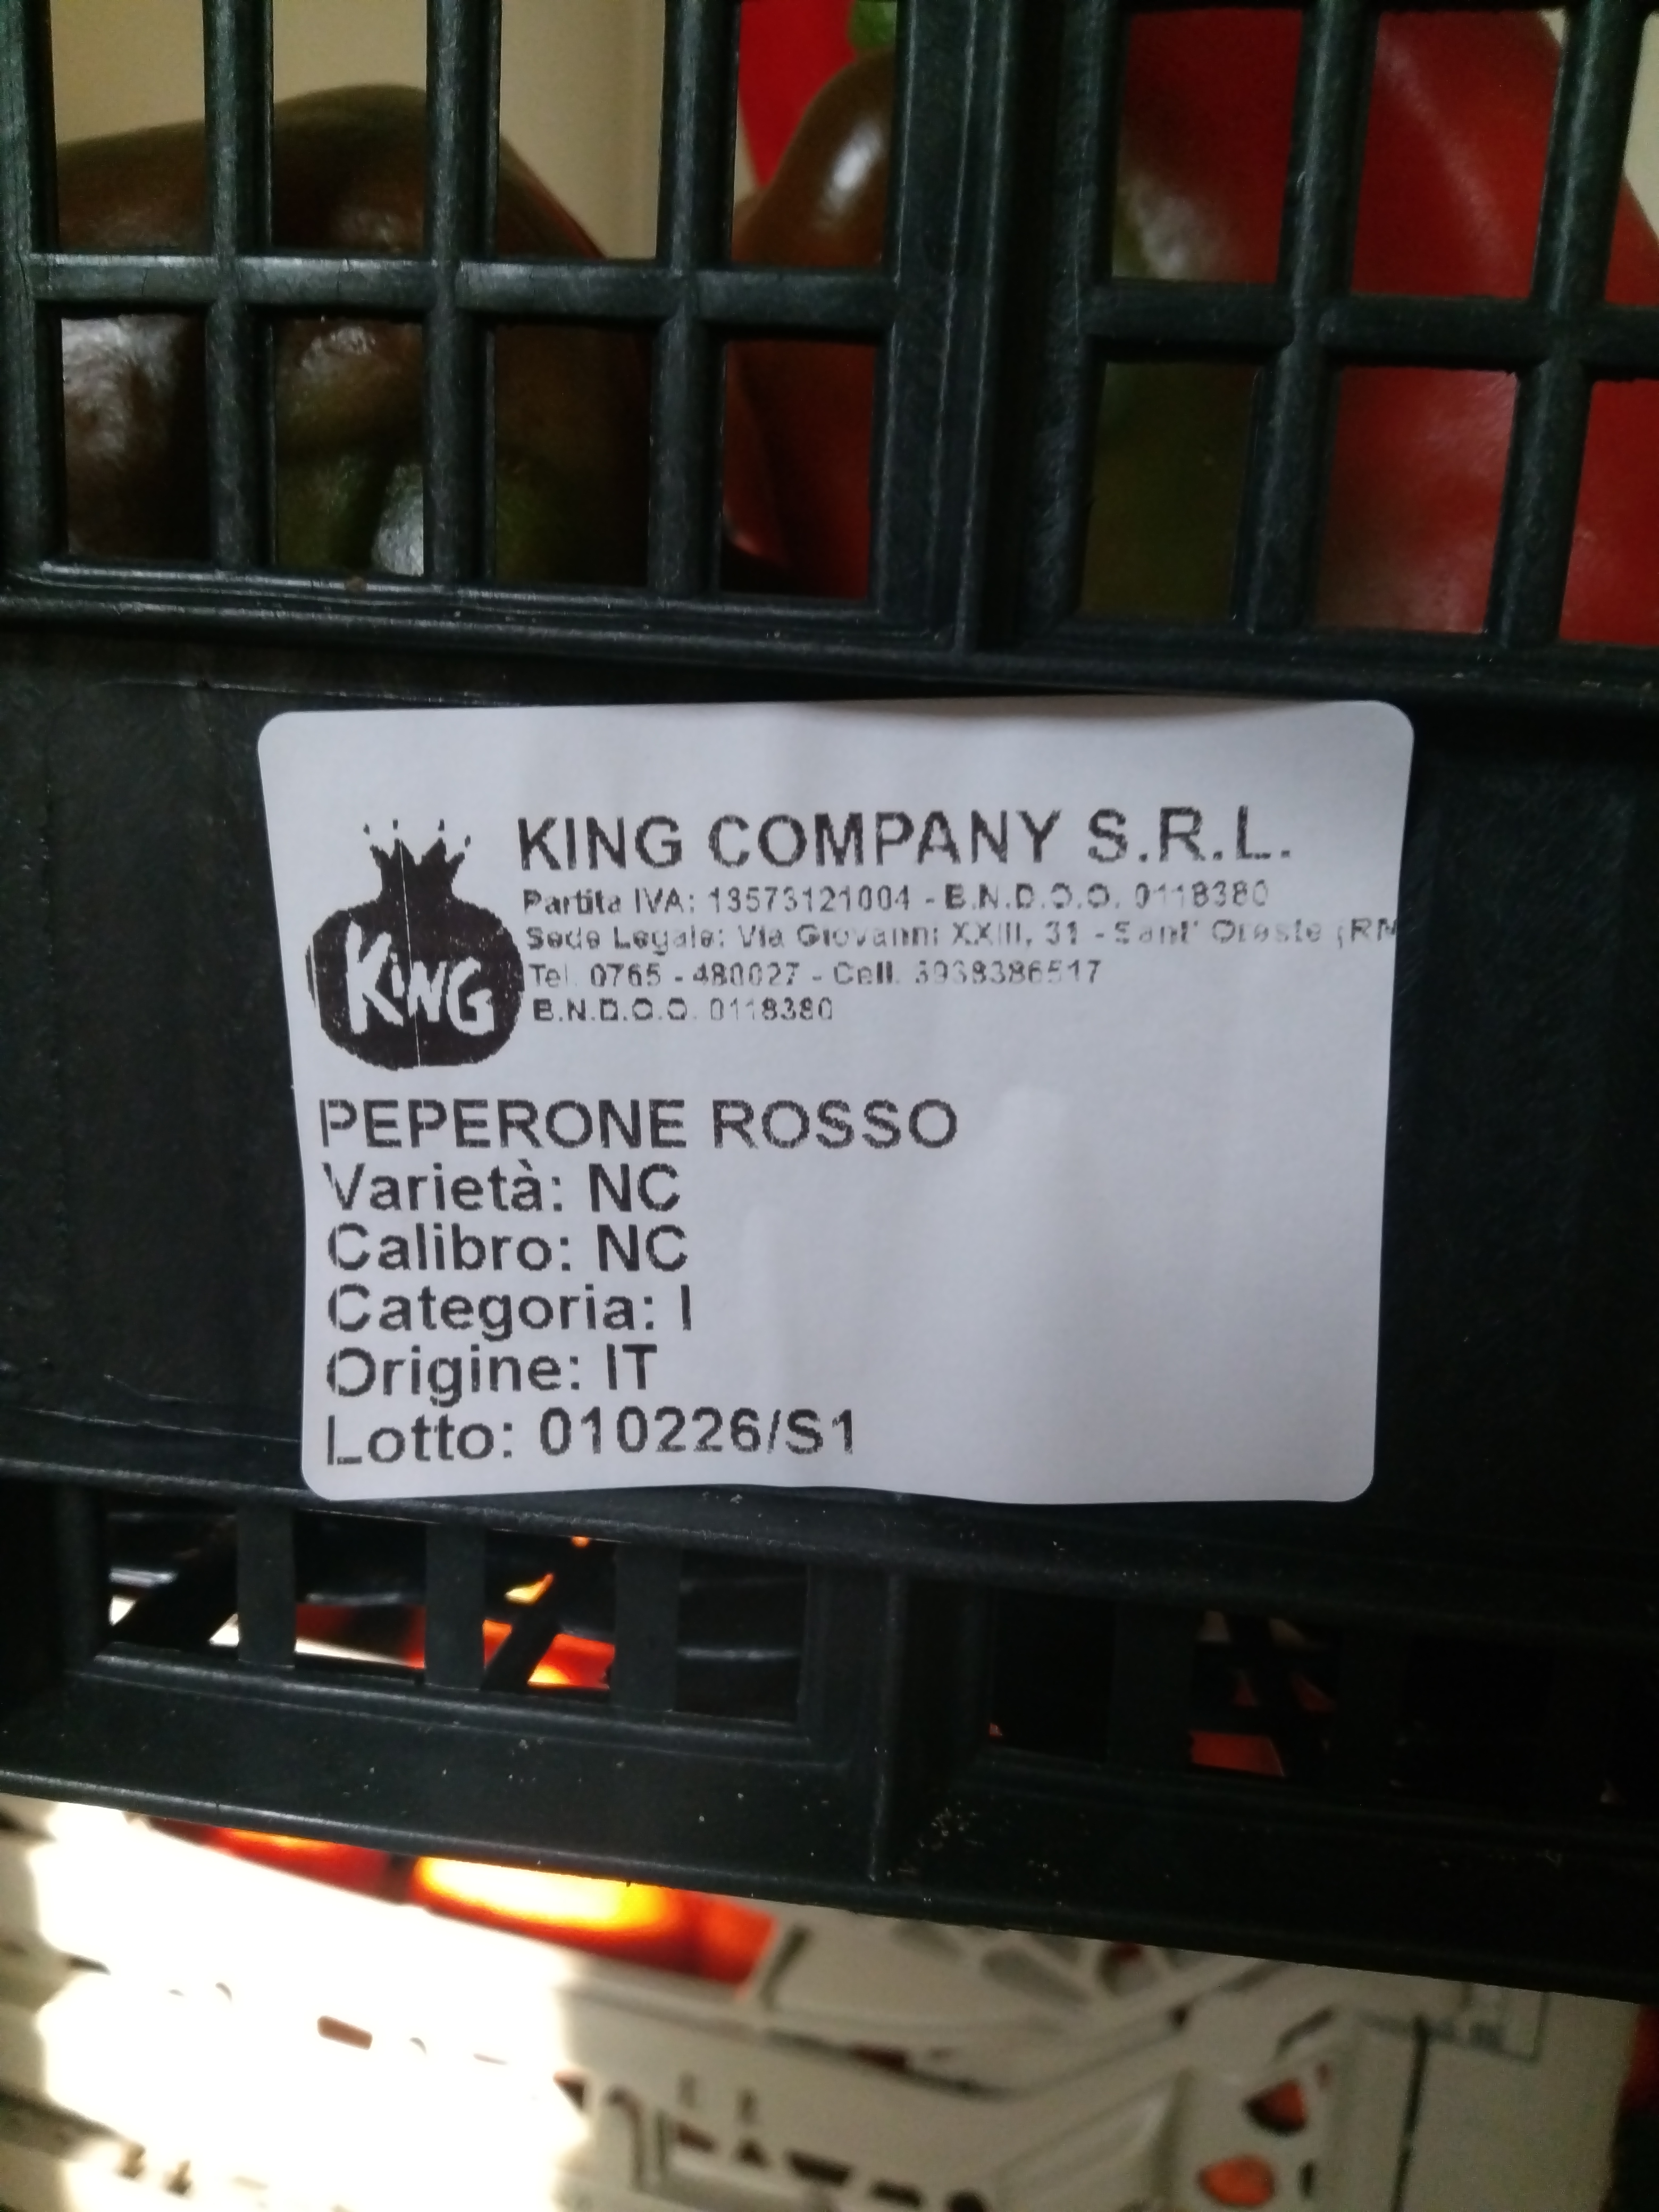 KING COMPANY S.R.L.
Partita IVA: 13573121004 - B.N.D.O.O. 0118380
Sede Legale: Via Giovanni XXIII, 31 - Sant' Oreste (RM
Tel. 0765 - 480027 - Cell. 3938386517
B.N.D.O.O. 0118380
KING
PEPERONE ROSSO
Varietà: NC
Calibro: NC
Categoria: I
Origine: IT
Lotto: 010226/S1